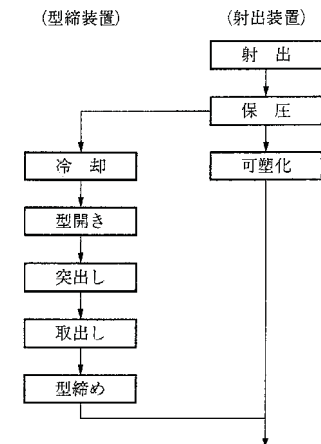 (型締装置)
(射出装置)
射出
保圧
冷却
可塑化
型開き
突出し
取出し
型締め